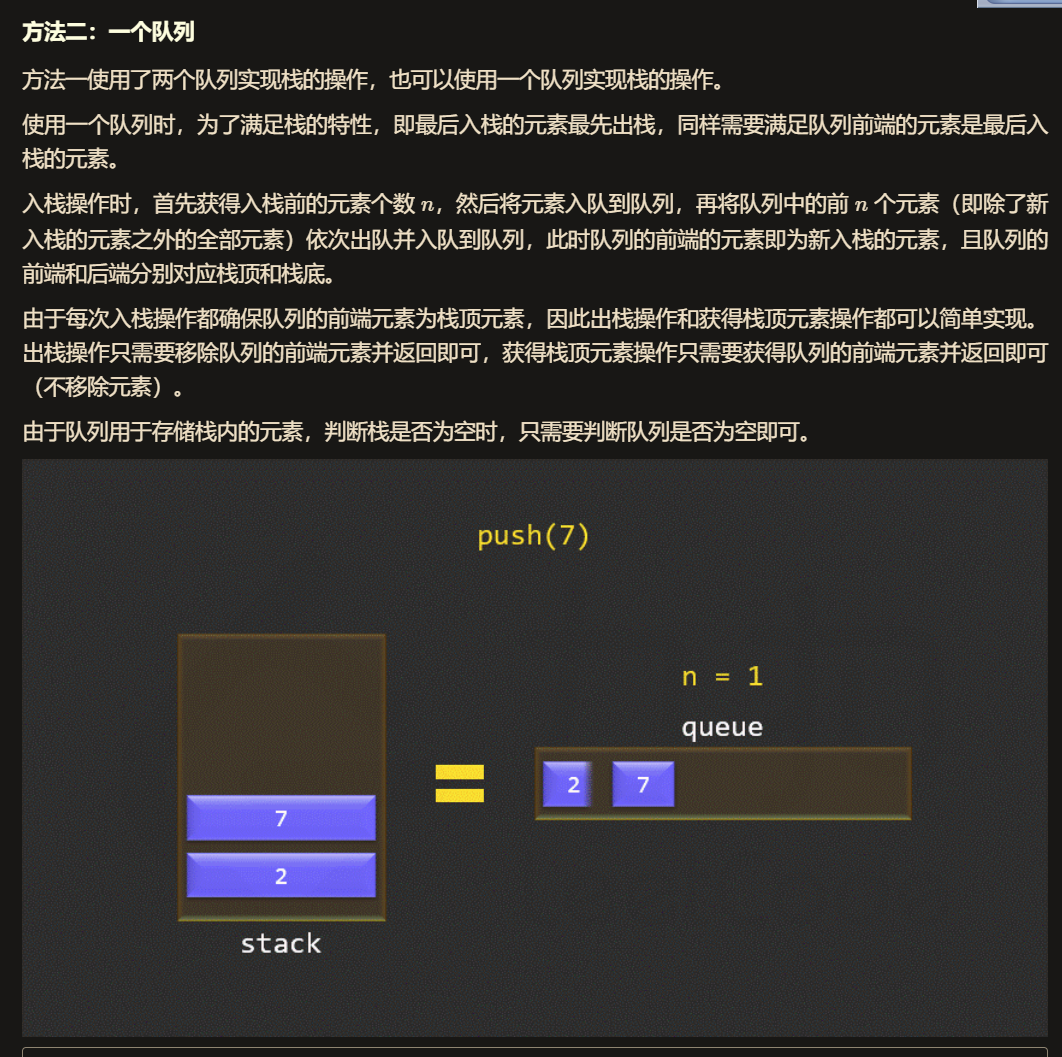 方法二：一个队列
方法一使用了两个队列实现栈的操作，也可以使用一个队列实现栈的操作。
使用一个队列时，为了满足栈的特性，即最后入栈的元素最先出栈，同样需要满足队列前端的元素是最后入
栈的元素。
入栈操作时，首先获得入栈前的元素个数 n，然后将元素入队到队列，再将队列中的前 n 个元素（即除了新
入栈的元素之外的全部元素）依次出队并入队到队列，此时队列的前端的元素即为新入栈的元素，且队列的
前端和后端分别对应栈顶和栈底。
由于每次入栈操作都确保队列的前端元素为栈顶元素，因此出栈操作和获得栈顶元素操作都可以简单实现。
出栈操作只需要移除队列的前端元素并返回即可，获得栈顶元素操作只需要获得队列的前端元素并返回即可
（不移除元素）。
由于队列用于存储栈内的元素，判断栈是否为空时，只需要判断队列是否为空即可。
push(7)
n = 1
queue
2 7
7
2
stack